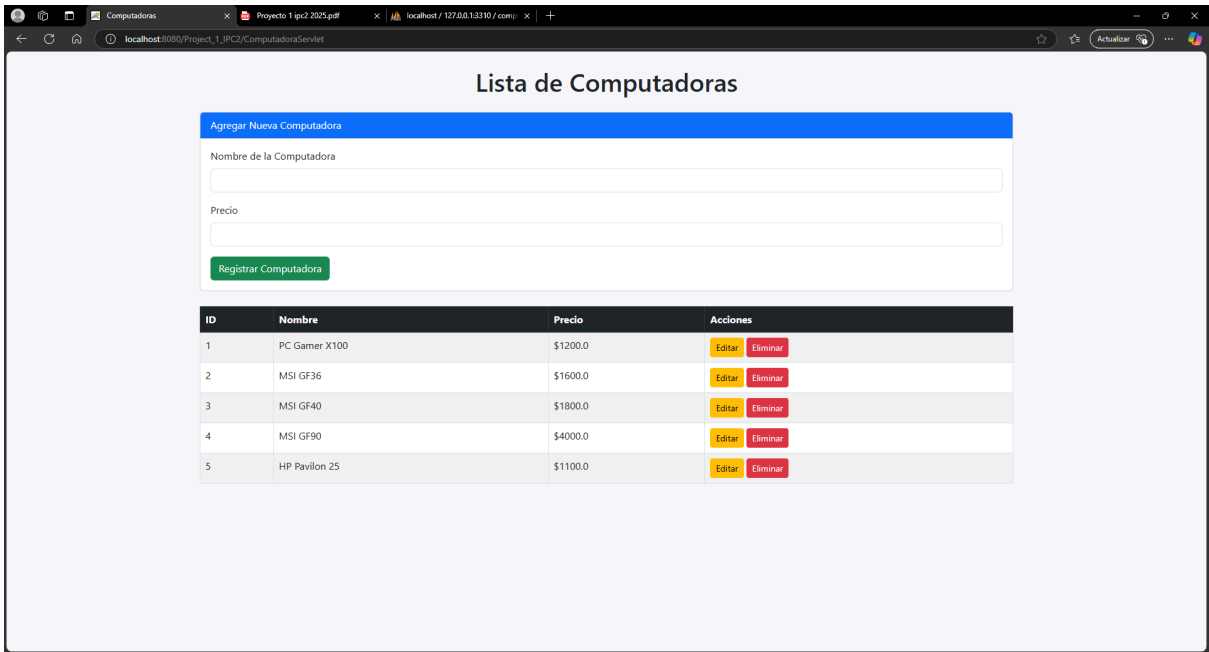 Computadoras
Proyecto 1 ipc2 2025.pdf
localhost / 127.0.0.1:3310 / comp
localhost:8080/Project_1_IPC2/ComputadoraServlet
Actualizar
Lista de Computadoras
Agregar Nueva Computadora
Nombre de la Computadora
Precio
Registrar Computadora
ID Nombre Precio Acciones
1 PC Gamer X100 $1200.0 Editar Eliminar
2 MSI GF36 $1600.0 Editar Eliminar
3 MSI GF40 $1800.0 Editar Eliminar
4 MSI GF90 $4000.0 Editar Eliminar
5 HP Pavilon 25 $1100.0 Editar Eliminar